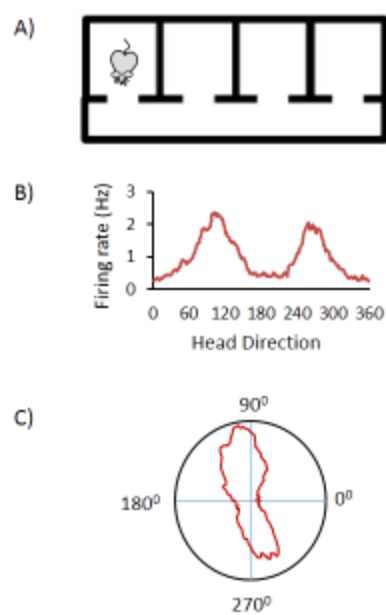 A)
B)
Firing rate (Hz)
3
2
1
0
0 60 120 180 240 300 360
Head Direction
C)
90⁰
180⁰
0⁰
270⁰